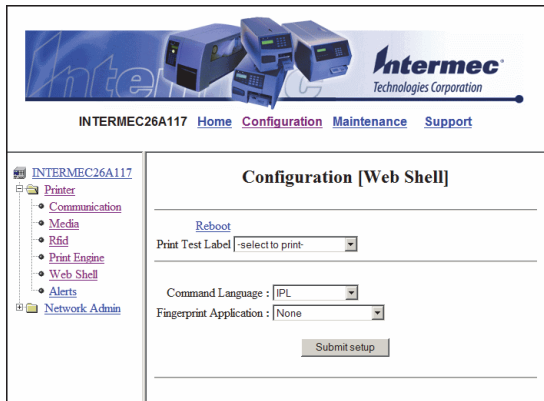 Intermec
Intermec
Technologies Corporation
INTERMEC26A117 Home Configuration Maintenance Support
INTERMEC26A117
Printer
Communication
Media
Rfid
Print Engine
Web Shell
Alerts
Network Admin
Configuration [Web Shell]
Reboot
Print Test Label -select to print-
Command Language : IPL
Fingerprint Application : None
Submit setup